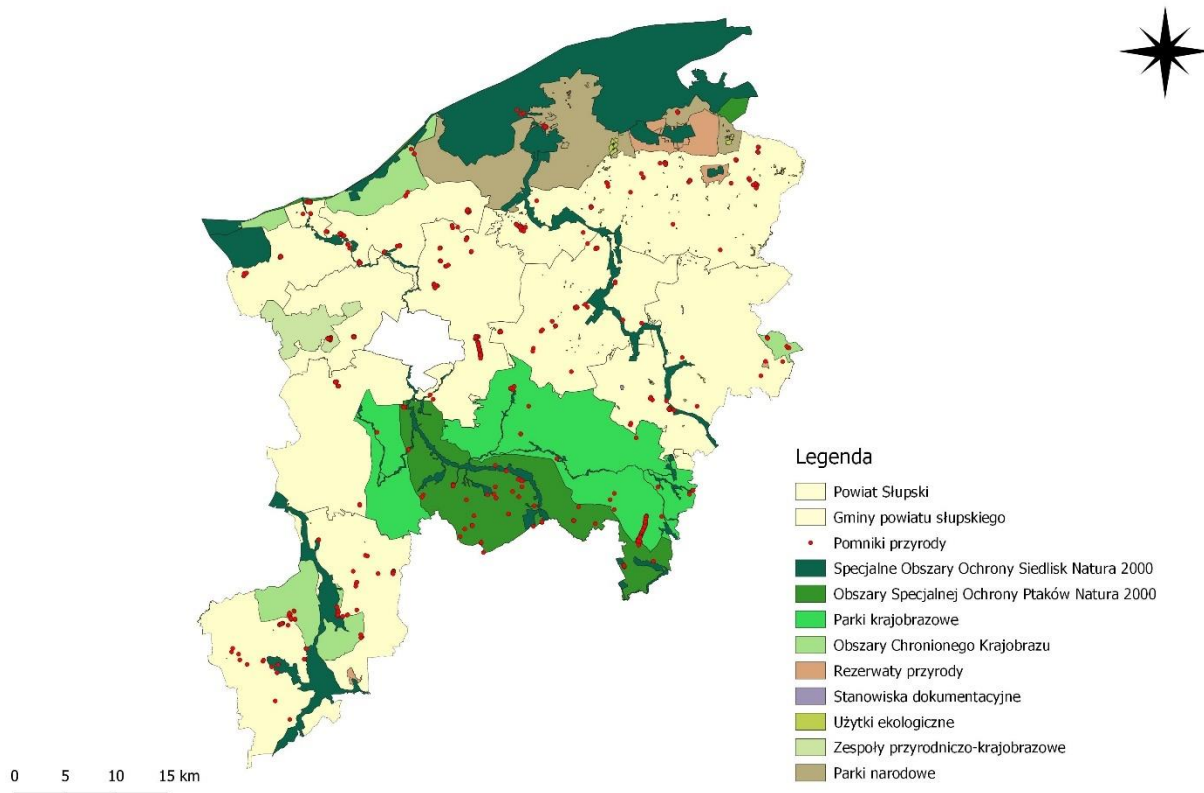 Legenda
Powiat Słupski
Gminy powiatu słupskiego
Pomniki przyrody
Specjalne Obszary Ochrony Siedlisk Natura 2000
Obszary Specjalnej Ochrony Ptaków Natura 2000
Parki krajobrazowe
Obszary Chronionego Krajobrazu
Rezerwaty przyrody
Stanowiska dokumentacyjne
Użytki ekologiczne
Zespoły przyrodniczo-krajobrazowe
Parki narodowe
0 5 10 15 km